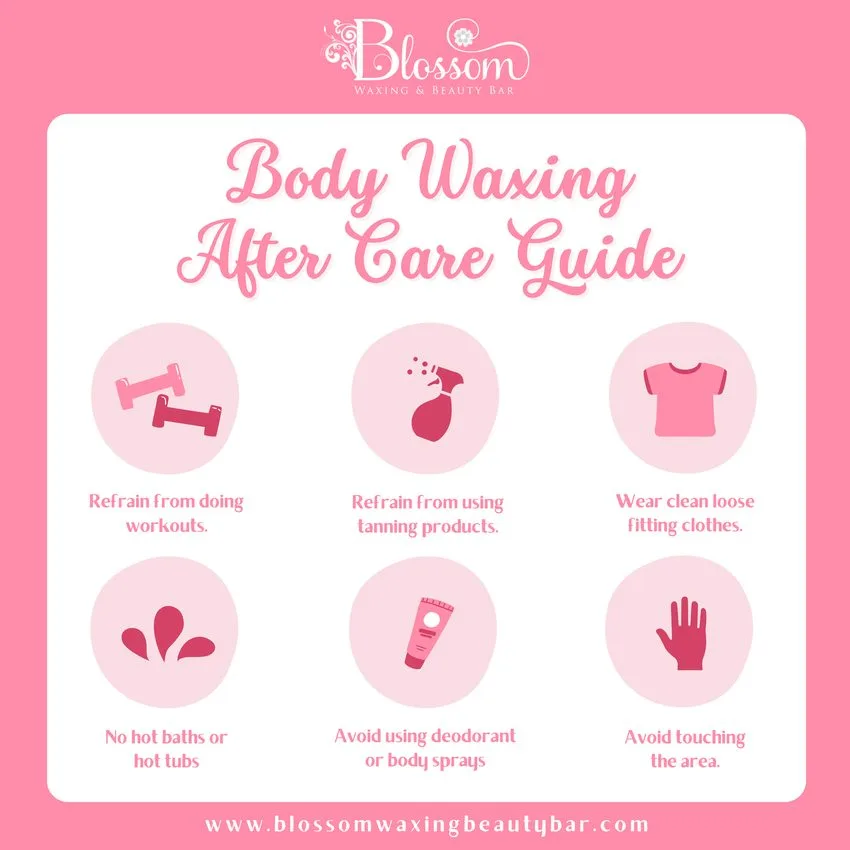 Blossom
Waxing & Beauty Bar
Body Waxing
After Care Guide
Refrain from doing
workouts.
Refrain from using
tanning products.
Wear clean loose
fitting clothes.
No hot baths or
hot tubs
Avoid using deodorant
or body sprays
Avoid touching
the area.
www.blossomwaxingbeautybar.com